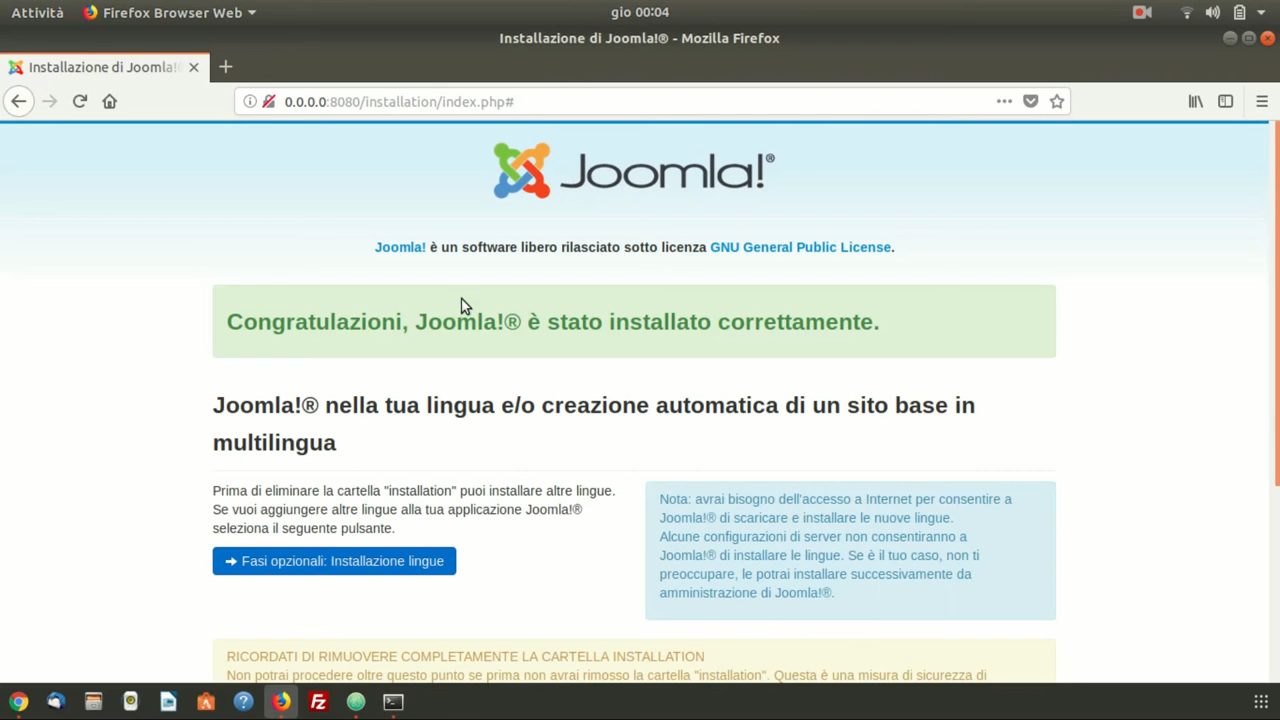 Attività
Firefox Browser Web
gio 00:04
Installazione di Joomla!® - Mozilla Firefox
Installazione di Joomla!®
0.0.0.0:8080/installation/index.php#
Joomla!®
Joomla! è un software libero rilasciato sotto licenza GNU General Public License.
Congratulazioni, Joomla!® è stato installato correttamente.
Joomla!® nella tua lingua e/o creazione automatica di un sito base in
multilingua
Prima di eliminare la cartella "installation" puoi installare altre lingue.
Se vuoi aggiungere altre lingue alla tua applicazione Joomla!®
seleziona il seguente pulsante.
Fasi opzionali: Installazione lingue
Nota: avrai bisogno dell'accesso a Internet per consentire a
Joomla!® di scaricare e installare le nuove lingue.
Alcune configurazioni di server non consentiranno a
Joomla!® di installare le lingue. Se è il tuo caso, non ti
preoccupare, le potrai installare successivamente da
amministrazione di Joomla!®.
RICORDATI DI RIMUOVERE COMPLETAMENTE LA CARTELLA INSTALLATION
Non potrai procedere oltre questo punto se prima non avrai rimosso la cartella "installation". Questa è una misura di sicurezza di